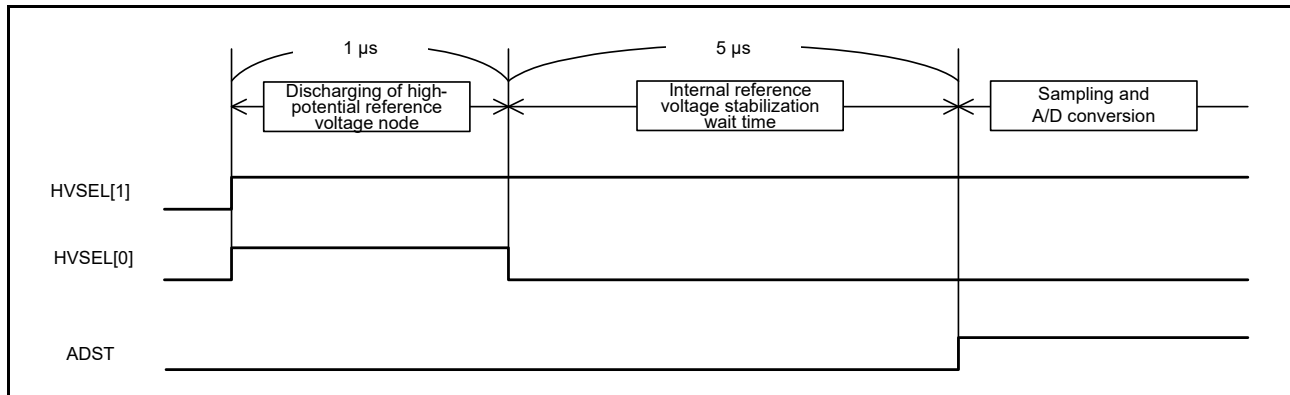 1 µs
5 µs
Discharging of high-
potential reference
voltage node
Internal reference
voltage stabilization
wait time
Sampling and
A/D conversion
HVSEL[1]
HVSEL[0]
ADST